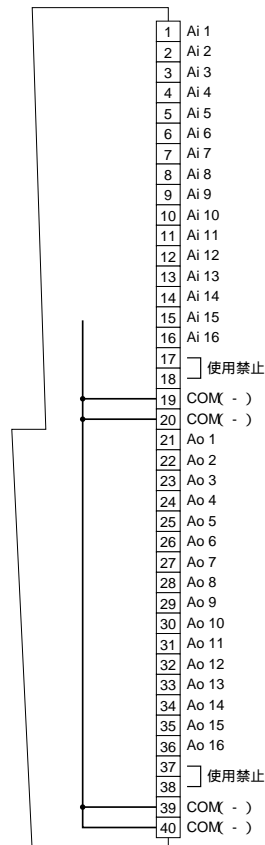 1 Ai 1
2 Ai 2
3 Ai 3
4 Ai 4
5 Ai 5
6 Ai 6
7 Ai 7
8 Ai 8
9 Ai 9
10 Ai 10
11 Ai 11
12 Ai 12
13 Ai 13
14 Ai 14
15 Ai 15
16 Ai 16
17
使用禁止
18
19 COM( - )
20 COM( - )
21 Ao 1
22 Ao 2
23 Ao 3
24 Ao 4
25 Ao 5
26 Ao 6
27 Ao 7
28 Ao 8
29 Ao 9
30 Ao 10
31 Ao 11
32 Ao 12
33 Ao 13
34 Ao 14
35 Ao 15
36 Ao 16
37
使用禁止
38
39 COM( - )
40 COM( - )